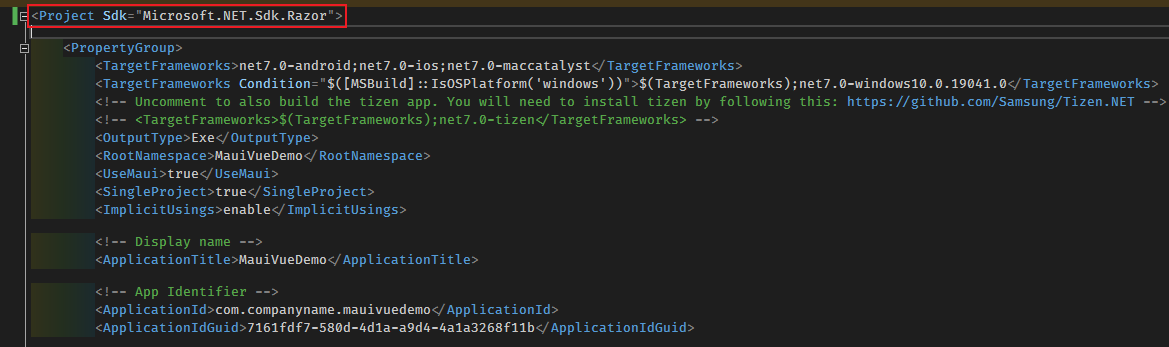 <Project Sdk="Microsoft.NET.Sdk.Razor">
<PropertyGroup>
<TargetFrameworks>net7.0-android;net7.0-ios;net7.0-maccatalyst</TargetFrameworks>
<TargetFrameworks Condition="$([MSBuild]::IsOSPlatform('windows'))">$(TargetFrameworks);net7.0-windows10.0.19041.0</TargetFrameworks>
<!-- Uncomment to also build the tizen app. You will need to install tizen by following this: https://github.com/Samsung/Tizen.NET -->
<!-- <TargetFrameworks>$(TargetFrameworks);net7.0-tizen</TargetFrameworks> -->
<OutputType>Exe</OutputType>
<RootNamespace>MauiVueDemo</RootNamespace>
<UseMaui>true</UseMaui>
<SingleProject>true</SingleProject>
<ImplicitUsings>enable</ImplicitUsings>
<!-- Display name -->
<ApplicationTitle>MauiVueDemo</ApplicationTitle>
<!-- App Identifier -->
<ApplicationId>com.companyname.mauivuedemo</ApplicationId>
<ApplicationIdGuid>7161fdf7-580d-4d1a-a9d4-4a1a3268f11b</ApplicationIdGuid>